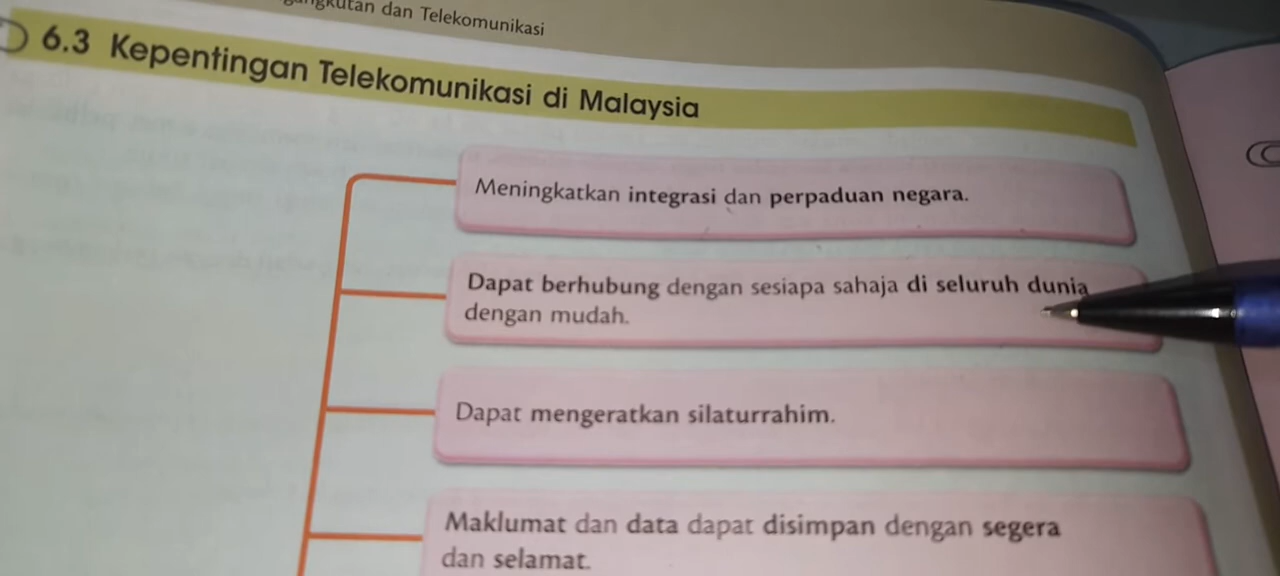 dan Telekomunikasi
6.3 Kepentingan Telekomunikasi di Malaysia
Meningkatkan integrasi dan perpaduan negara.
Dapat berhubung dengan sesiapa sahaja di seluruh dunia
dengan mudah.
Dapat mengeratkan silaturrahim.
Maklumat dan data dapat disimpan dengan segera
dan selamat.